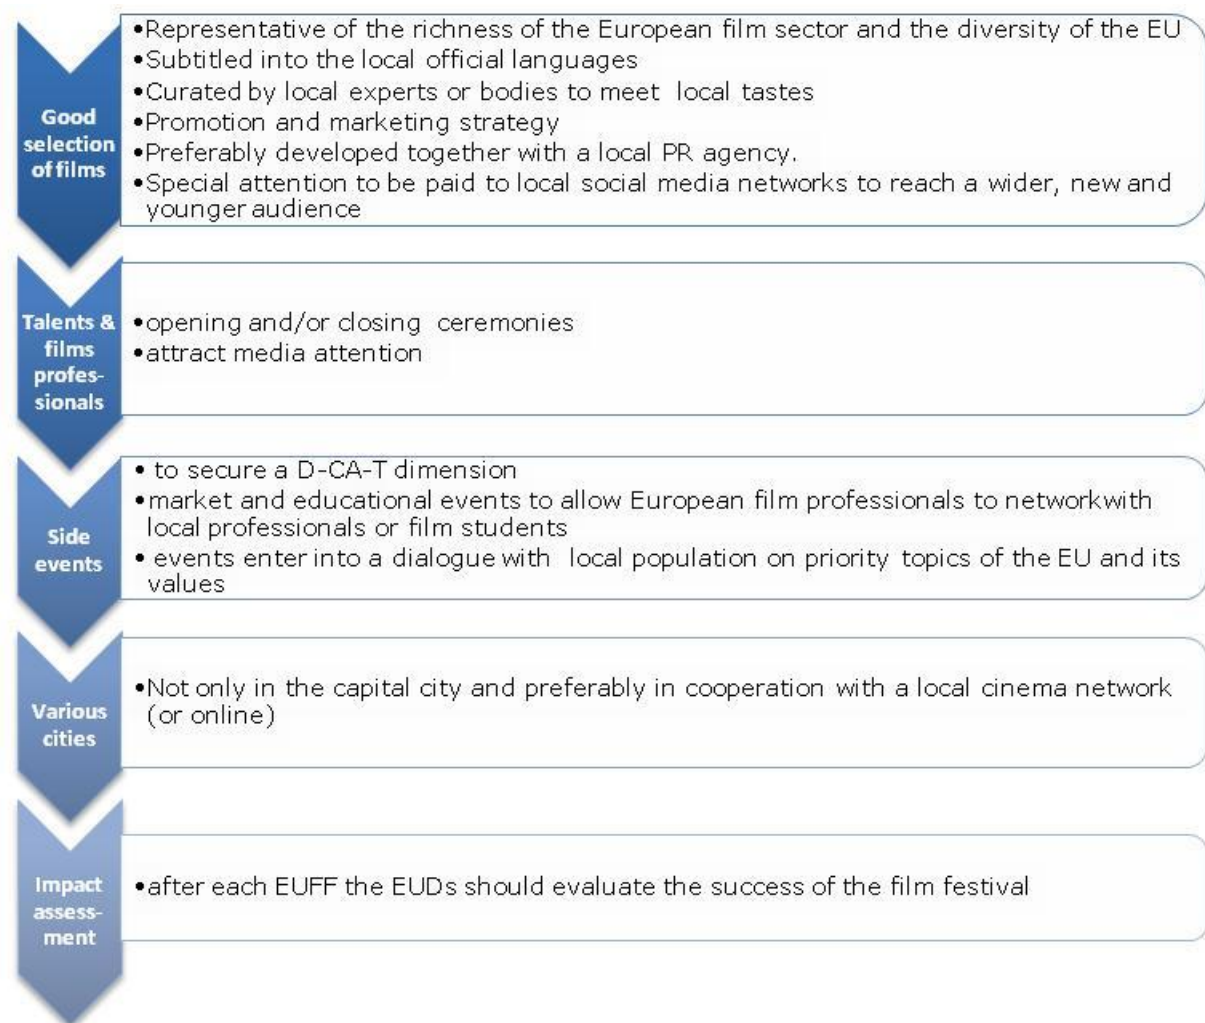 Good
selection
of films
•Representative of the richness of the European film sector and the diversity of the EU
•Subtitled into the local official languages
•Curated by local experts or bodies to meet local tastes
•Promotion and marketing strategy
•Preferably developed together with a local PR agency.
•Special attention to be paid to local social media networks to reach a wider, new and
younger audience
Talents &
films
profes-
sionals
•opening and/or closing ceremonies
•attract media attention
Side
events
• to secure a D-CA-T dimension
•market and educational events to allow European film professionals to networkwith
local professionals or film students
• events enter into a dialogue with local population on priority topics of the EU and its
values
Various
cities
•Not only in the capital city and preferably in cooperation with a local cinema network
(or online)
Impact
assess-
ment
•after each EUFF the EUDs should evaluate the success of the film festival